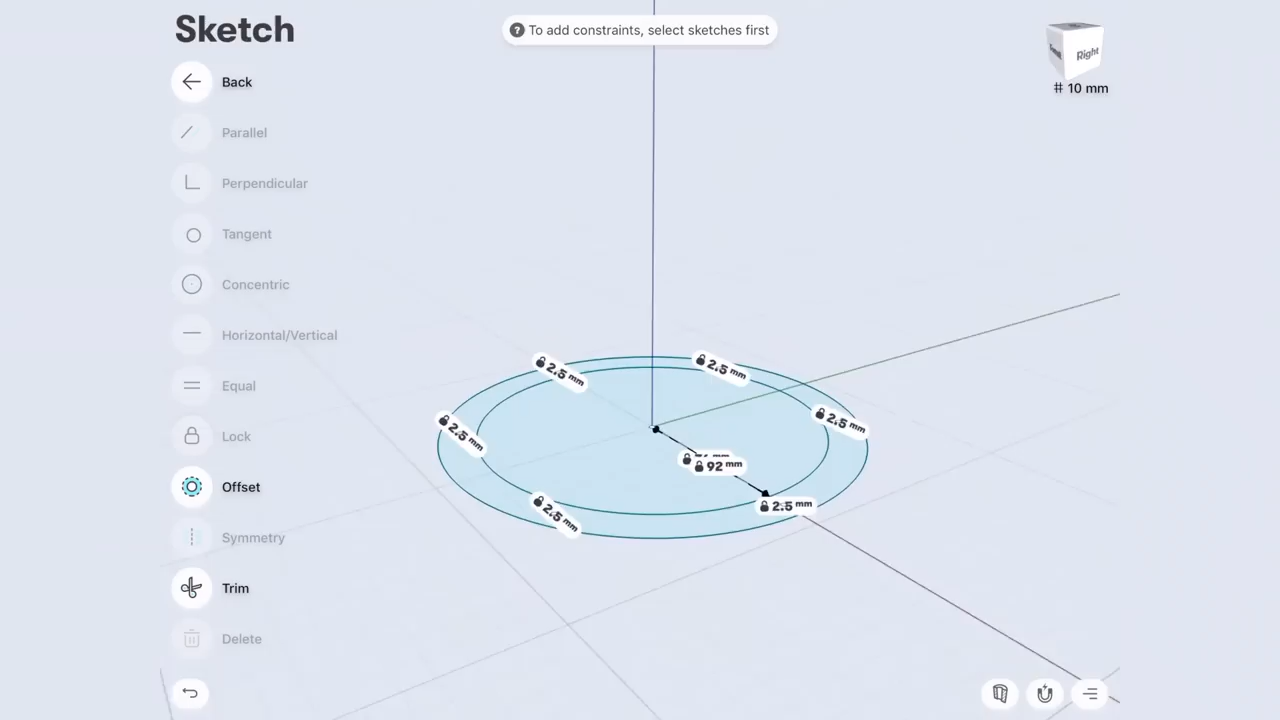 Sketch
? To add constraints, select sketches first
Right
# 10 mm
Back
Parallel
Perpendicular
Tangent
Concentric
Horizontal/Vertical
Equal
Lock
Offset
Symmetry
Trim
Delete
2.5 mm
2.5 mm
2.5 mm
2.5 mm
92 mm
2.5 mm
2.5 mm